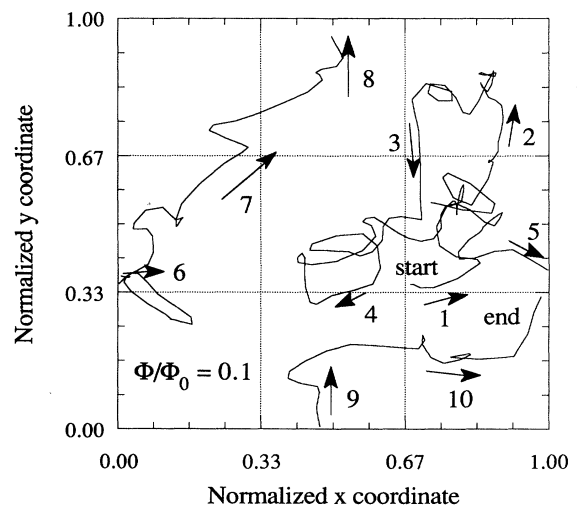 1.00
8
3
2
Normalized y coordinate
0.67
7
5
6
start
0.33
4
1
end
Φ/Φ₀ = 0.1
9
10
0.00
0.00 0.33 0.67 1.00
Normalized x coordinate